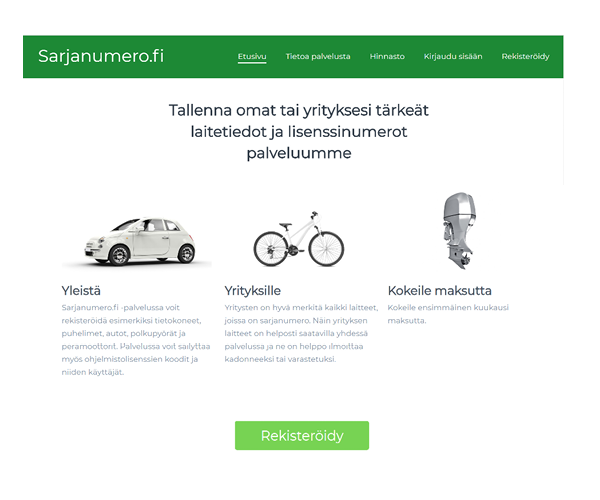 Sarjanumero.fi
Etusivu Tietoa palvelusta Hinnasto Kirjaudu sisään Rekisteröidy
Tallenna omat tai yrityksesi tärkeät
laitetiedot ja lisenssinumerot
palveluumme
Yleistä
Sarjanumero.fi -palvelussa voit
rekisteröidä esimerkiksi tietokoneet,
puhelimet, autot, polkupyörät ja
perämoottorit. Palvelussa voit säilyttää
myös ohjelmistolisenssien koodit ja
niiden käyttäjät.
Yrityksille
Yritysten on hyvä merkitä kaikki laitteet,
joissa on sarjanumero. Näin yrityksen
laitteet on helposti saatavilla yhdessä
palvelussa ja ne on helppo ilmoittaa
kadonneeksi tai varastetuksi.
Kokeile maksutta
Kokeile ensimmäinen kuukausi
maksutta.
Rekisteröidy